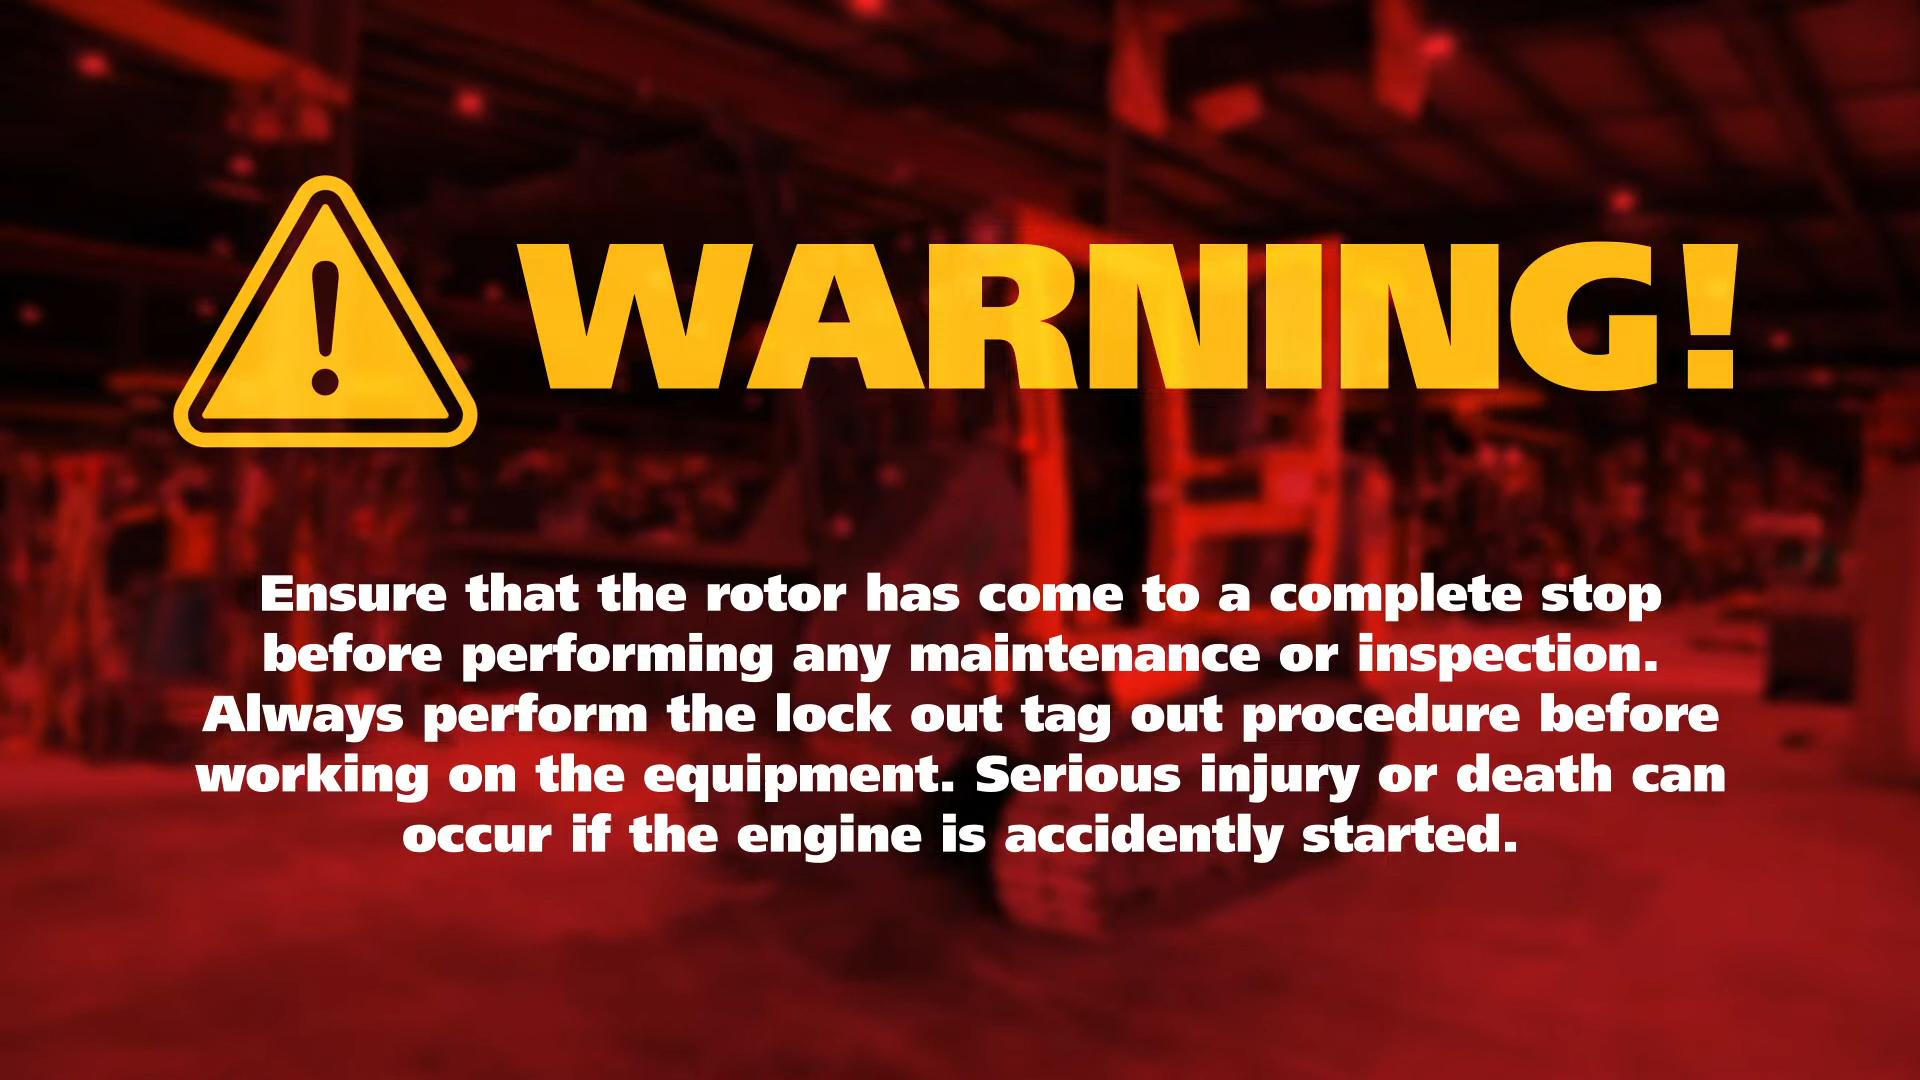 WARNING!
Ensure that the rotor has come to a complete stop
before performing any maintenance or inspection.
Always perform the lock out tag out procedure before
working on the equipment. Serious injury or death can
occur if the engine is accidently started.